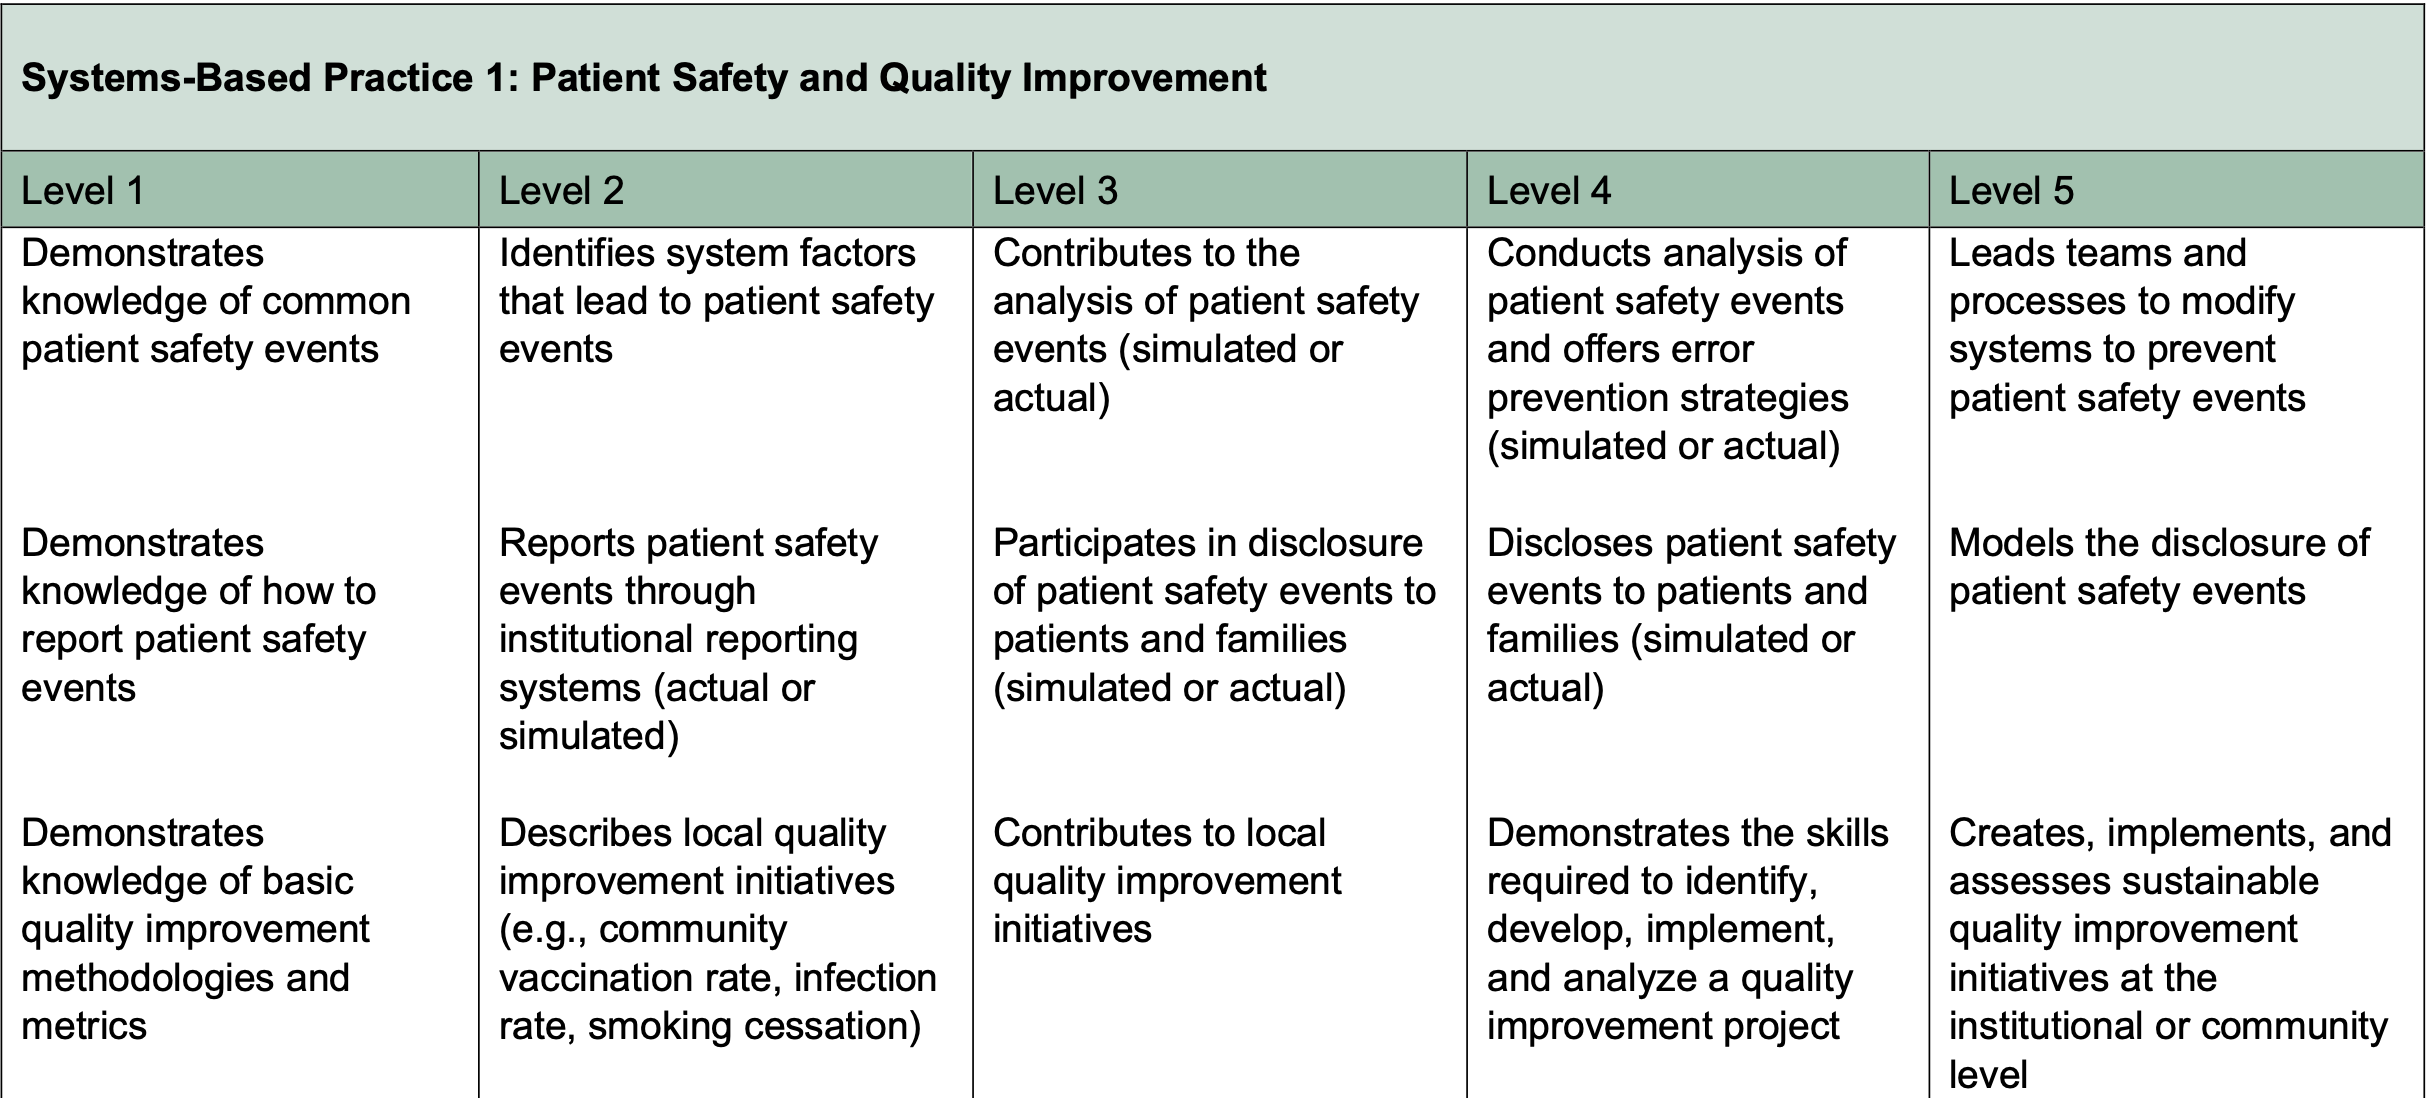 Systems-Based Practice 1: Patient Safety and Quality Improvement
Level 1
Level 2
Level 3
Level 4
Level 5
Demonstrates
knowledge of common
patient safety events
Identifies system factors
that lead to patient safety
events
Contributes to the
analysis of patient safety
events (simulated or
actual)
Conducts analysis of
patient safety events
and offers error
prevention strategies
(simulated or actual)
Leads teams and
processes to modify
systems to prevent
patient safety events
Demonstrates
knowledge of how to
report patient safety
events
Reports patient safety
events through
institutional reporting
systems (actual or
simulated)
Participates in disclosure
of patient safety events to
patients and families
(simulated or actual)
Discloses patient safety
events to patients and
families (simulated or
actual)
Models the disclosure of
patient safety events
Demonstrates
knowledge of basic
quality improvement
methodologies and
metrics
Describes local quality
improvement initiatives
(e.g., community
vaccination rate, infection
rate, smoking cessation)
Contributes to local
quality improvement
initiatives
Demonstrates the skills
required to identify,
develop, implement,
and analyze a quality
improvement project
Creates, implements, and
assesses sustainable
quality improvement
initiatives at the
institutional or community
level